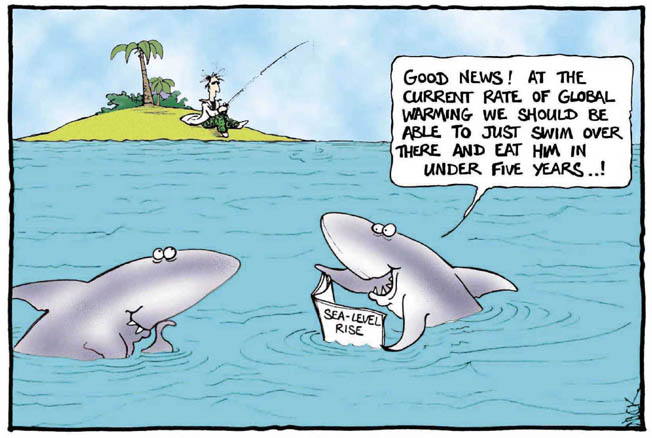 GOOD NEWS! AT THE
CURRENT RATE OF GLOBAL
WARMING WE SHOULD BE
ABLE TO JUST SWIM OVER
THERE AND EAT HIM IN
UNDER FIVE YEARS..!
SEA-LEVEL
RISE